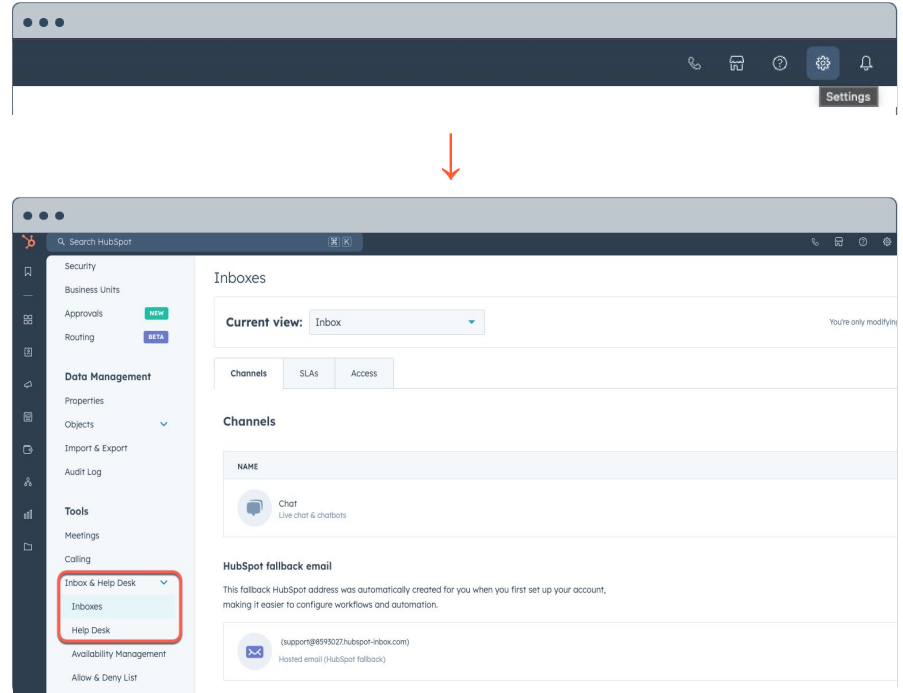 Settings
Search HubSpot
⌘ K
Security
Business Units
Approvals NEW
Routing BETA
Data Management
Properties
Objects
Import & Export
Audit Log
Tools
Meetings
Calling
Inbox & Help Desk
Inboxes
Help Desk
Availability Management
Allow & Deny List
Inboxes
Current view: Inbox
You're only modifying
Channels SLAs Access
Channels
NAME
Chat
Live chat & chatbots
HubSpot fallback email
This fallback HubSpot address was automatically created for you when you first set up your account,
making it easier to configure workflows and automation.
(support@8593027.hubspot-inbox.com)
Hosted email (HubSpot fallback)